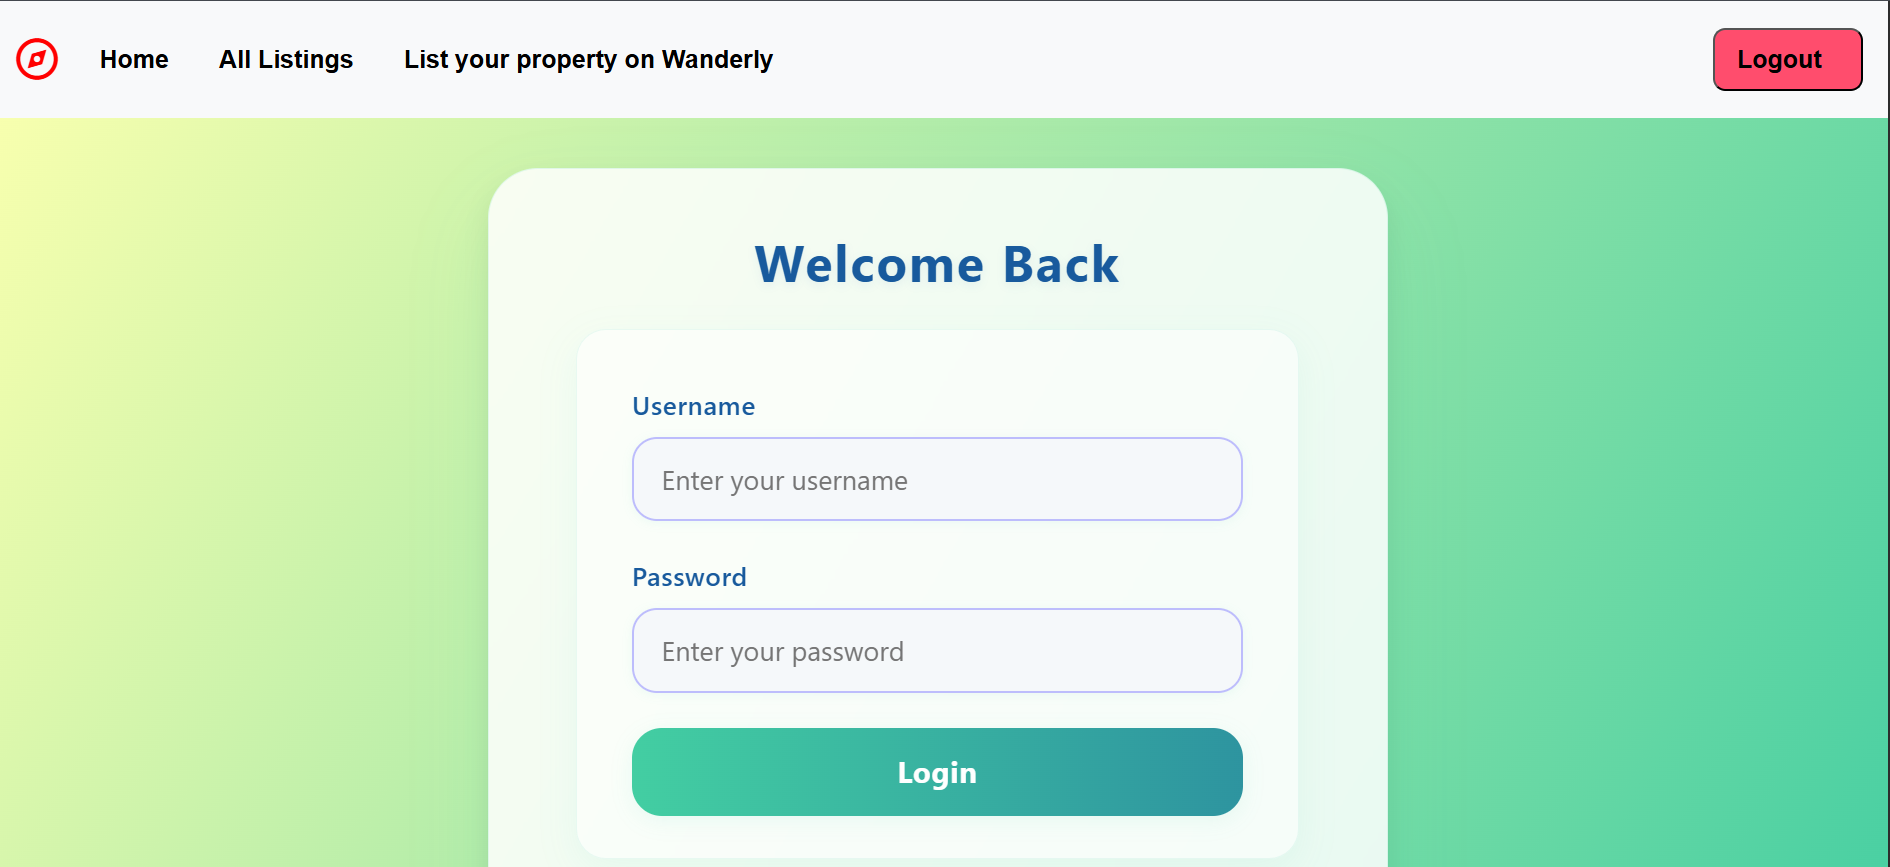 Home All Listings List your property on Wanderly Logout
Welcome Back
Username
Enter your username
Password
Enter your password
Login